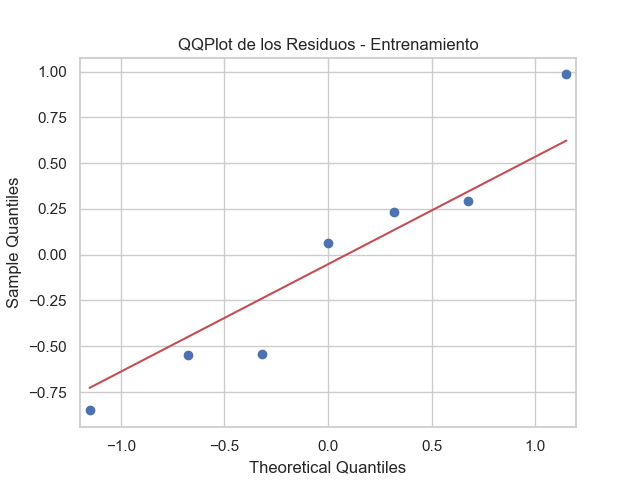 QQPlot de los Residuos - Entrenamiento
1.00
0.75
0.50
0.25
0.00
−0.25
−0.50
−0.75
Sample Quantiles
−1.0 −0.5 0.0 0.5 1.0
Theoretical Quantiles